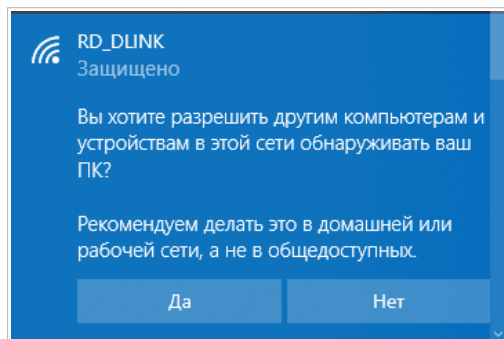 RD_DLINK
Защищено
Вы хотите разрешить другим компьютерам и
устройствам в этой сети обнаруживать ваш
ПК?
Рекомендуем делать это в домашней или
рабочей сети, а не в общедоступных.
Да
Нет